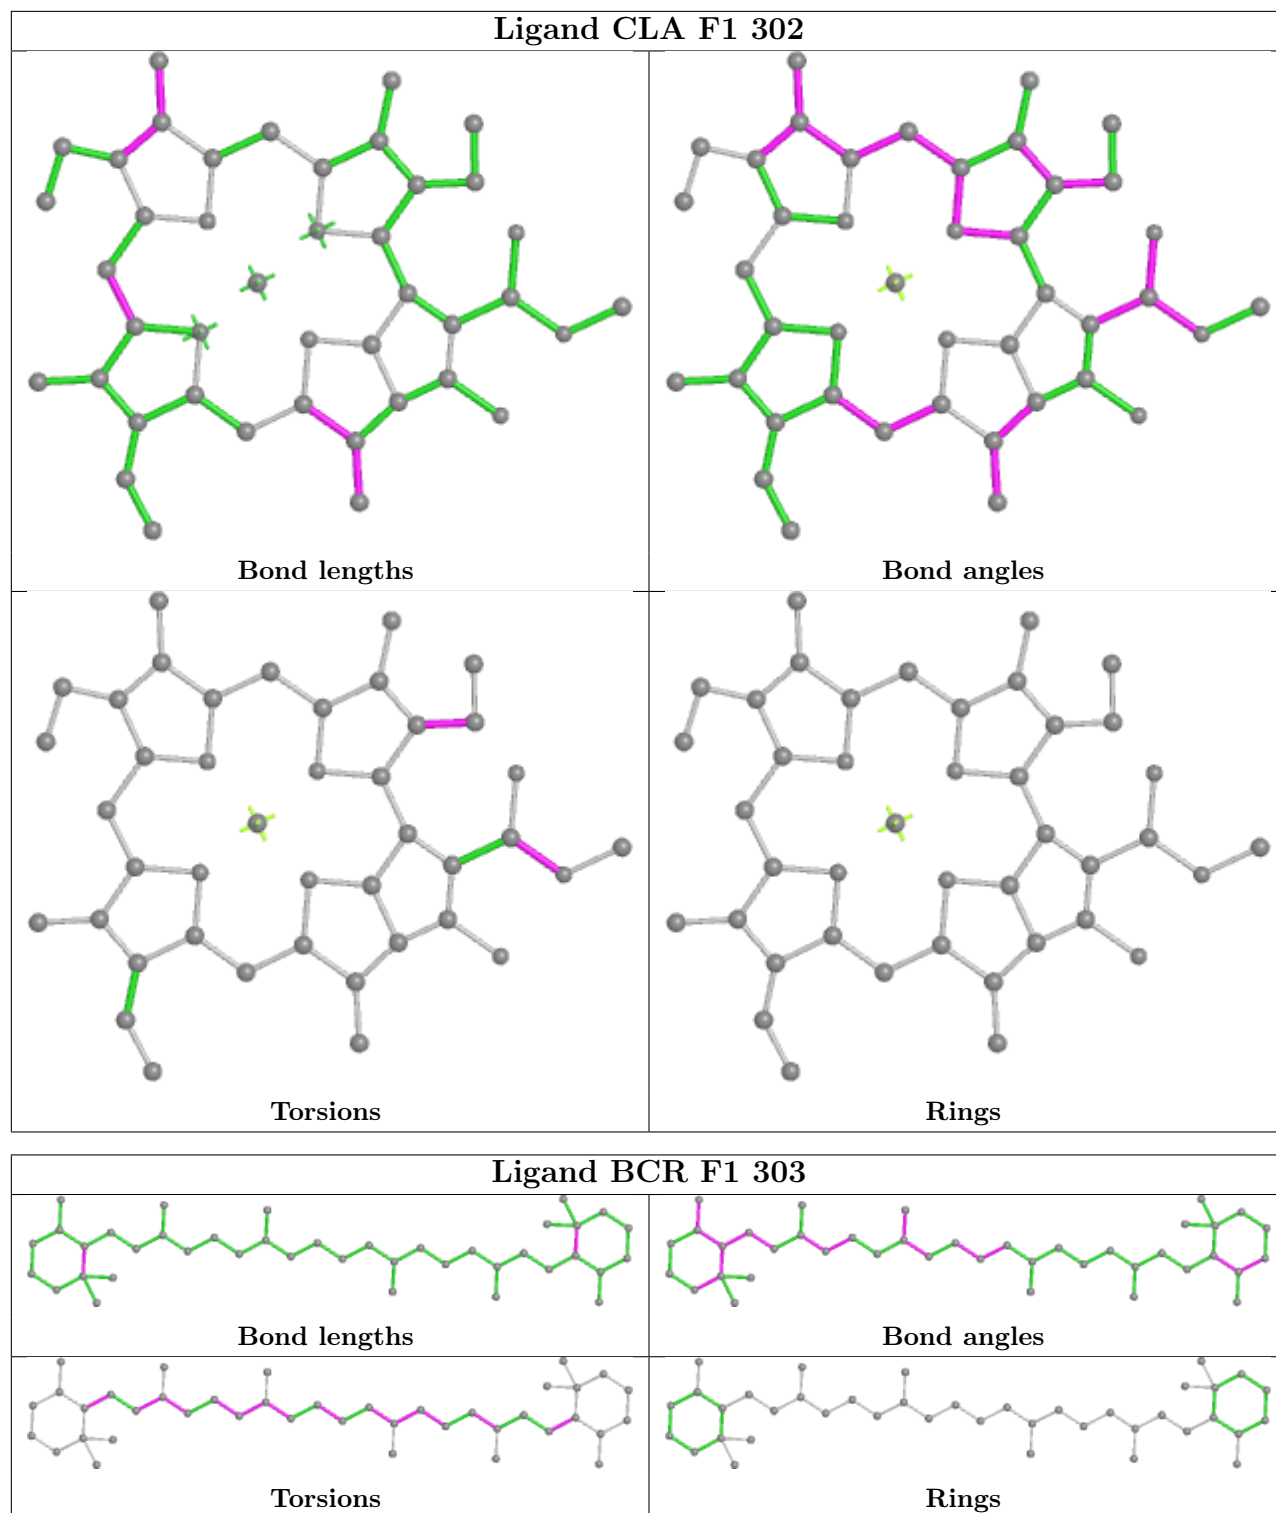 Ligand CLA F1 302
Bond lengths
Bond angles
Torsions
Rings
Ligand BCR F1 303
Bond lengths
Bond angles
Torsions
Rings